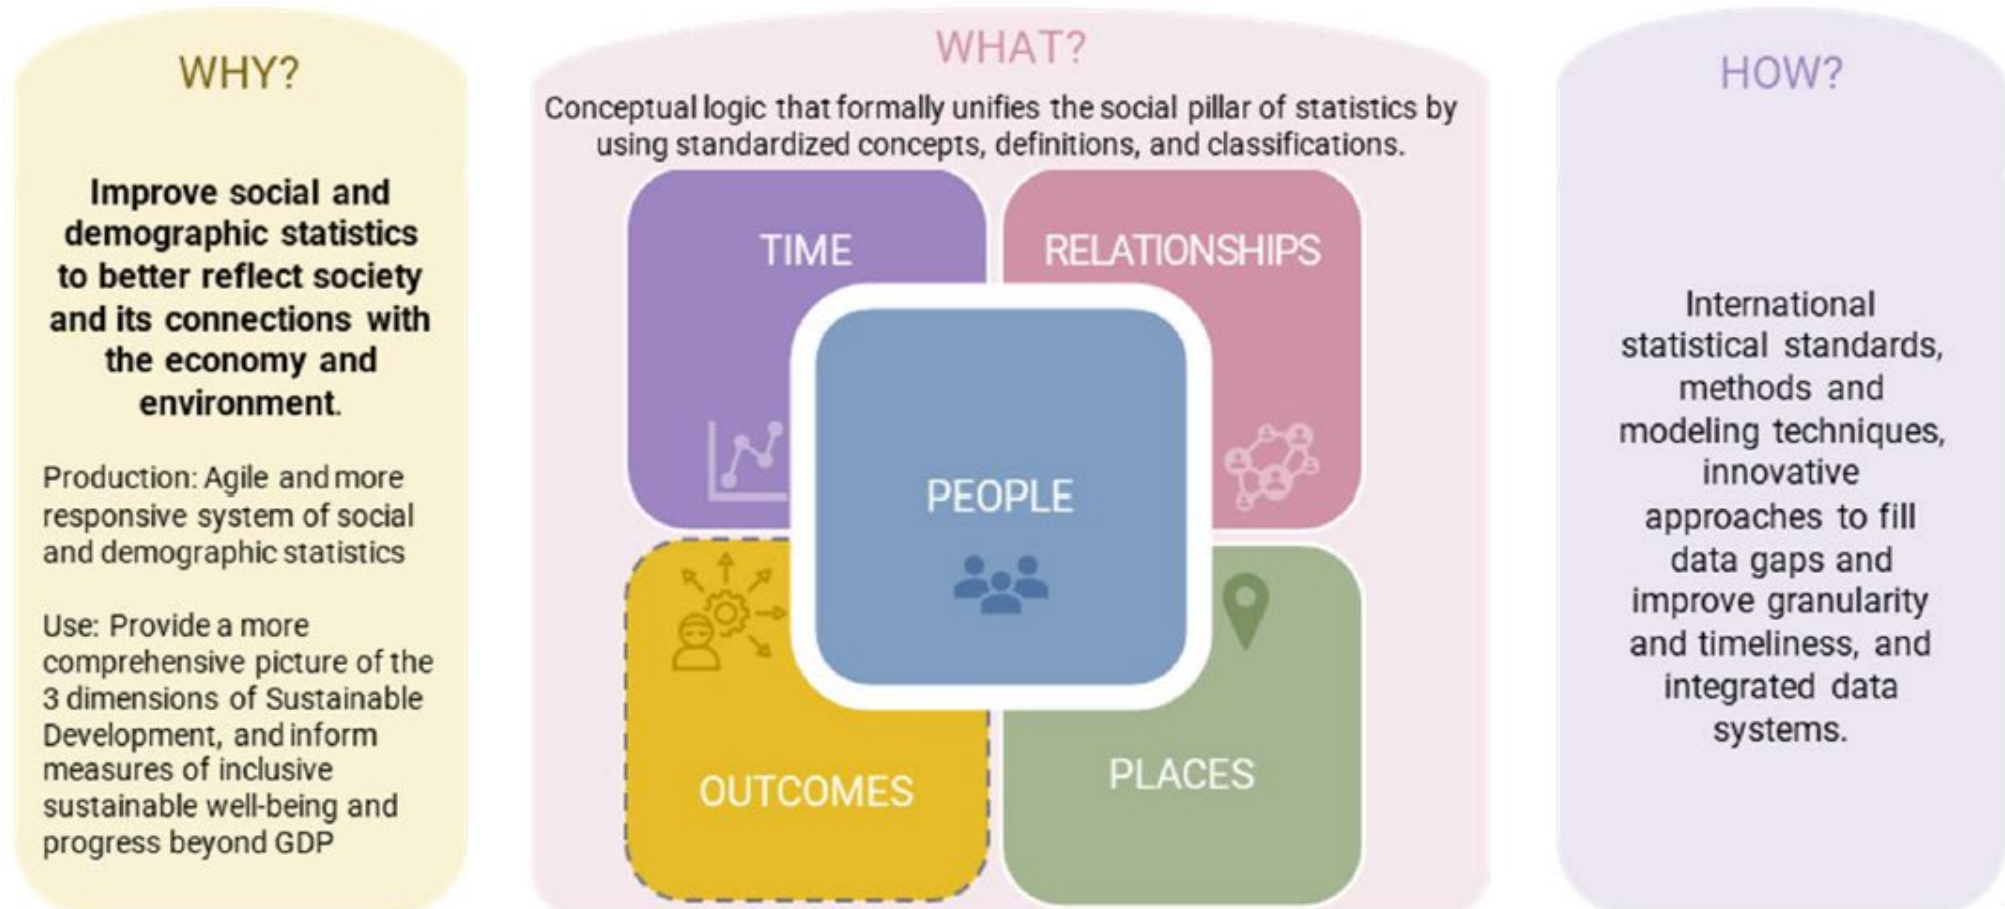 WHY?
Improve social and
demographic statistics
to better reflect society
and its connections with
the economy and
environment.
Production: Agile and more
responsive system of social
and demographic statistics
Use: Provide a more
comprehensive picture of the
3 dimensions of Sustainable
Development, and inform
measures of inclusive
sustainable well-being and
progress beyond GDP
WHAT?
Conceptual logic that formally unifies the social pillar of statistics by
using standardized concepts, definitions, and classifications.
TIME
RELATIONSHIPS
PEOPLE
OUTCOMES
PLACES
HOW?
International
statistical standards,
methods and
modeling techniques,
innovative
approaches to fill
data gaps and
improve granularity
and timeliness, and
integrated data
systems.